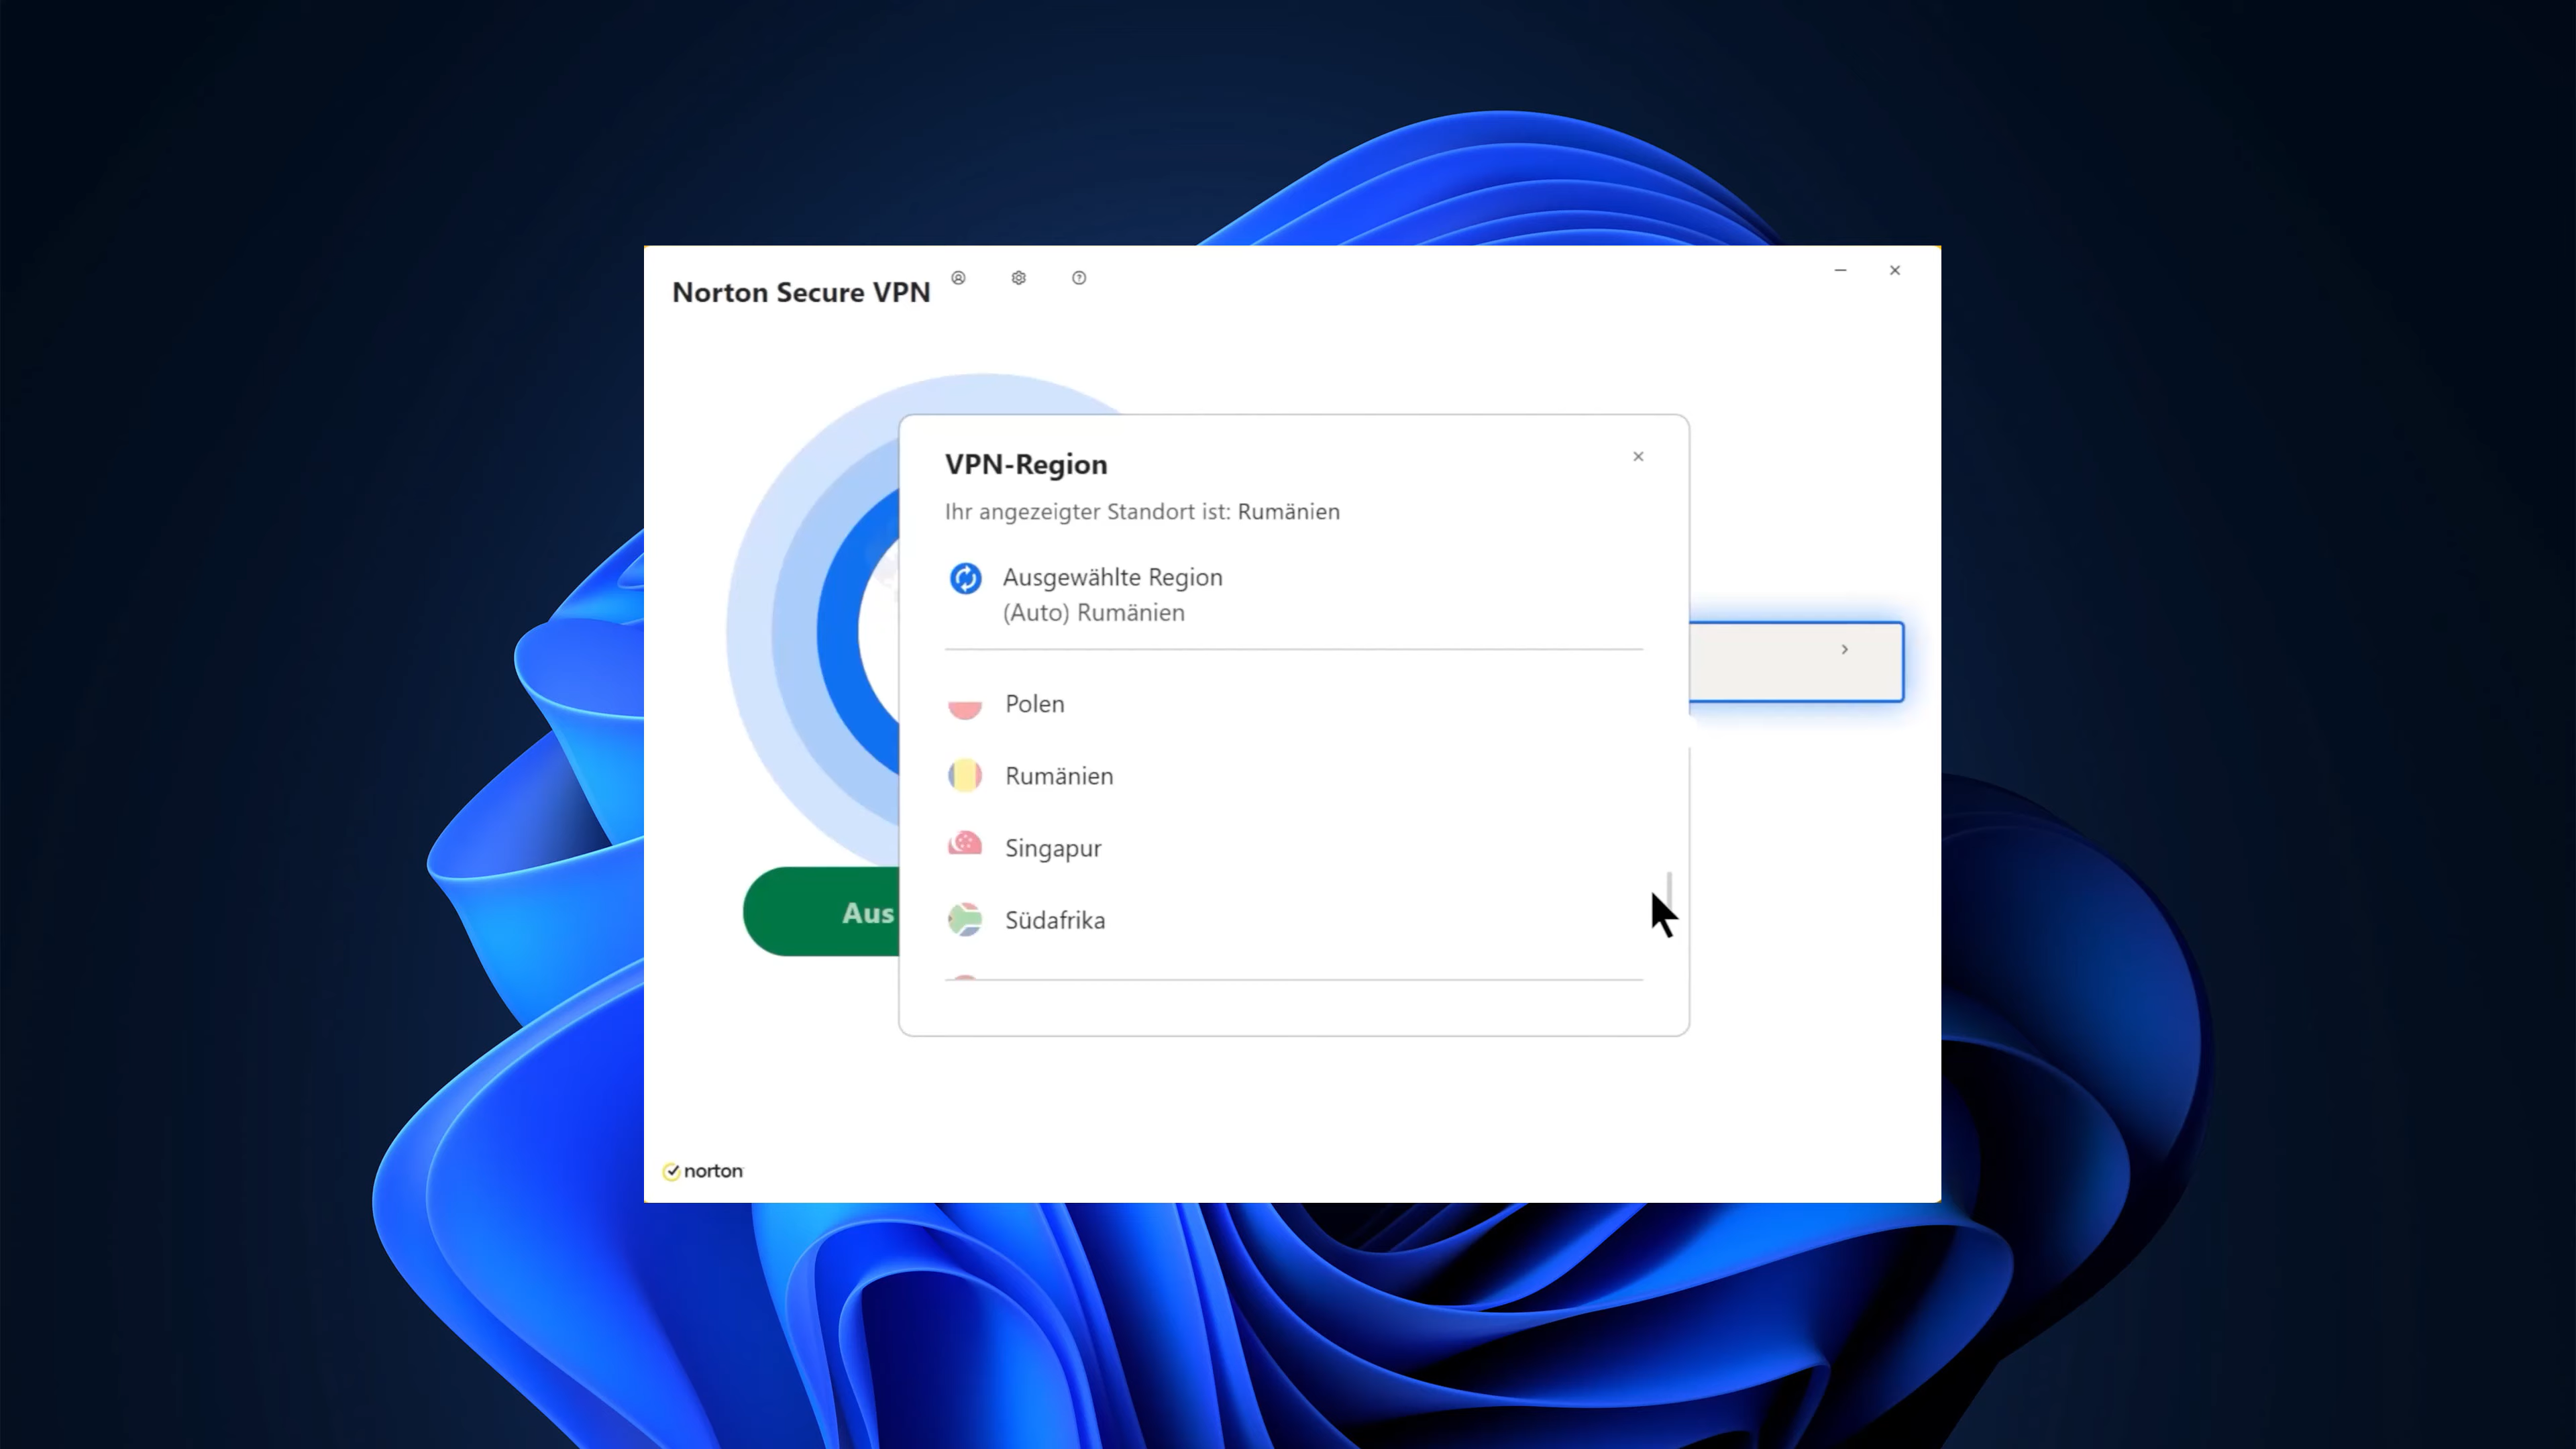 Norton Secure VPN
VPN-Region
Ihr angezeigter Standort ist: Rumänien
Ausgewählte Region
(Auto) Rumänien
Polen
Rumänien
Singapur
Südafrika
Aus
norton